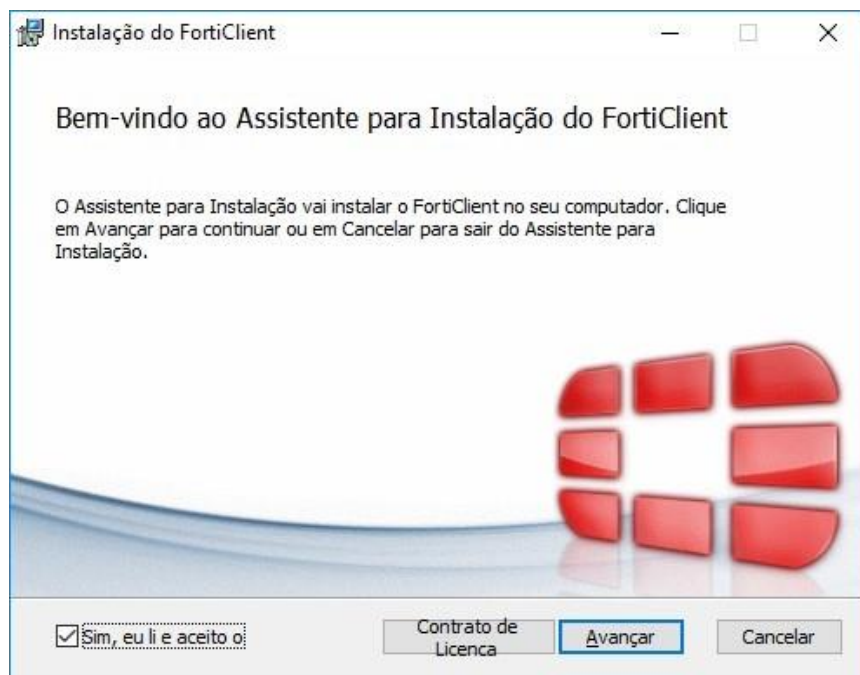 Instalação do FortiClient
Bem-vindo ao Assistente para Instalação do FortiClient
O Assistente para Instalação vai instalar o FortiClient no seu computador. Clique
em Avançar para continuar ou em Cancelar para sair do Assistente para
Instalação.
Sim, eu li e aceito o
Contrato de
Licenca
Avançar
Cancelar